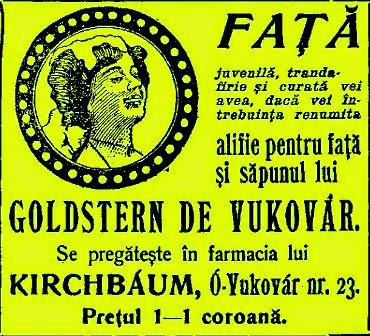 FAȚĂ
juvenilă, tranda-
firie și curată vei
avea, dacă vei în-
trebuința renumita
alifie pentru față
și săpunul lui
GOLDSTERN DE VUKOVÁR.
Se pregătește în farmacia lui
KIRCHBÁUM, Ó-Vukovár nr. 23.
Prețul 1—1 coroană.